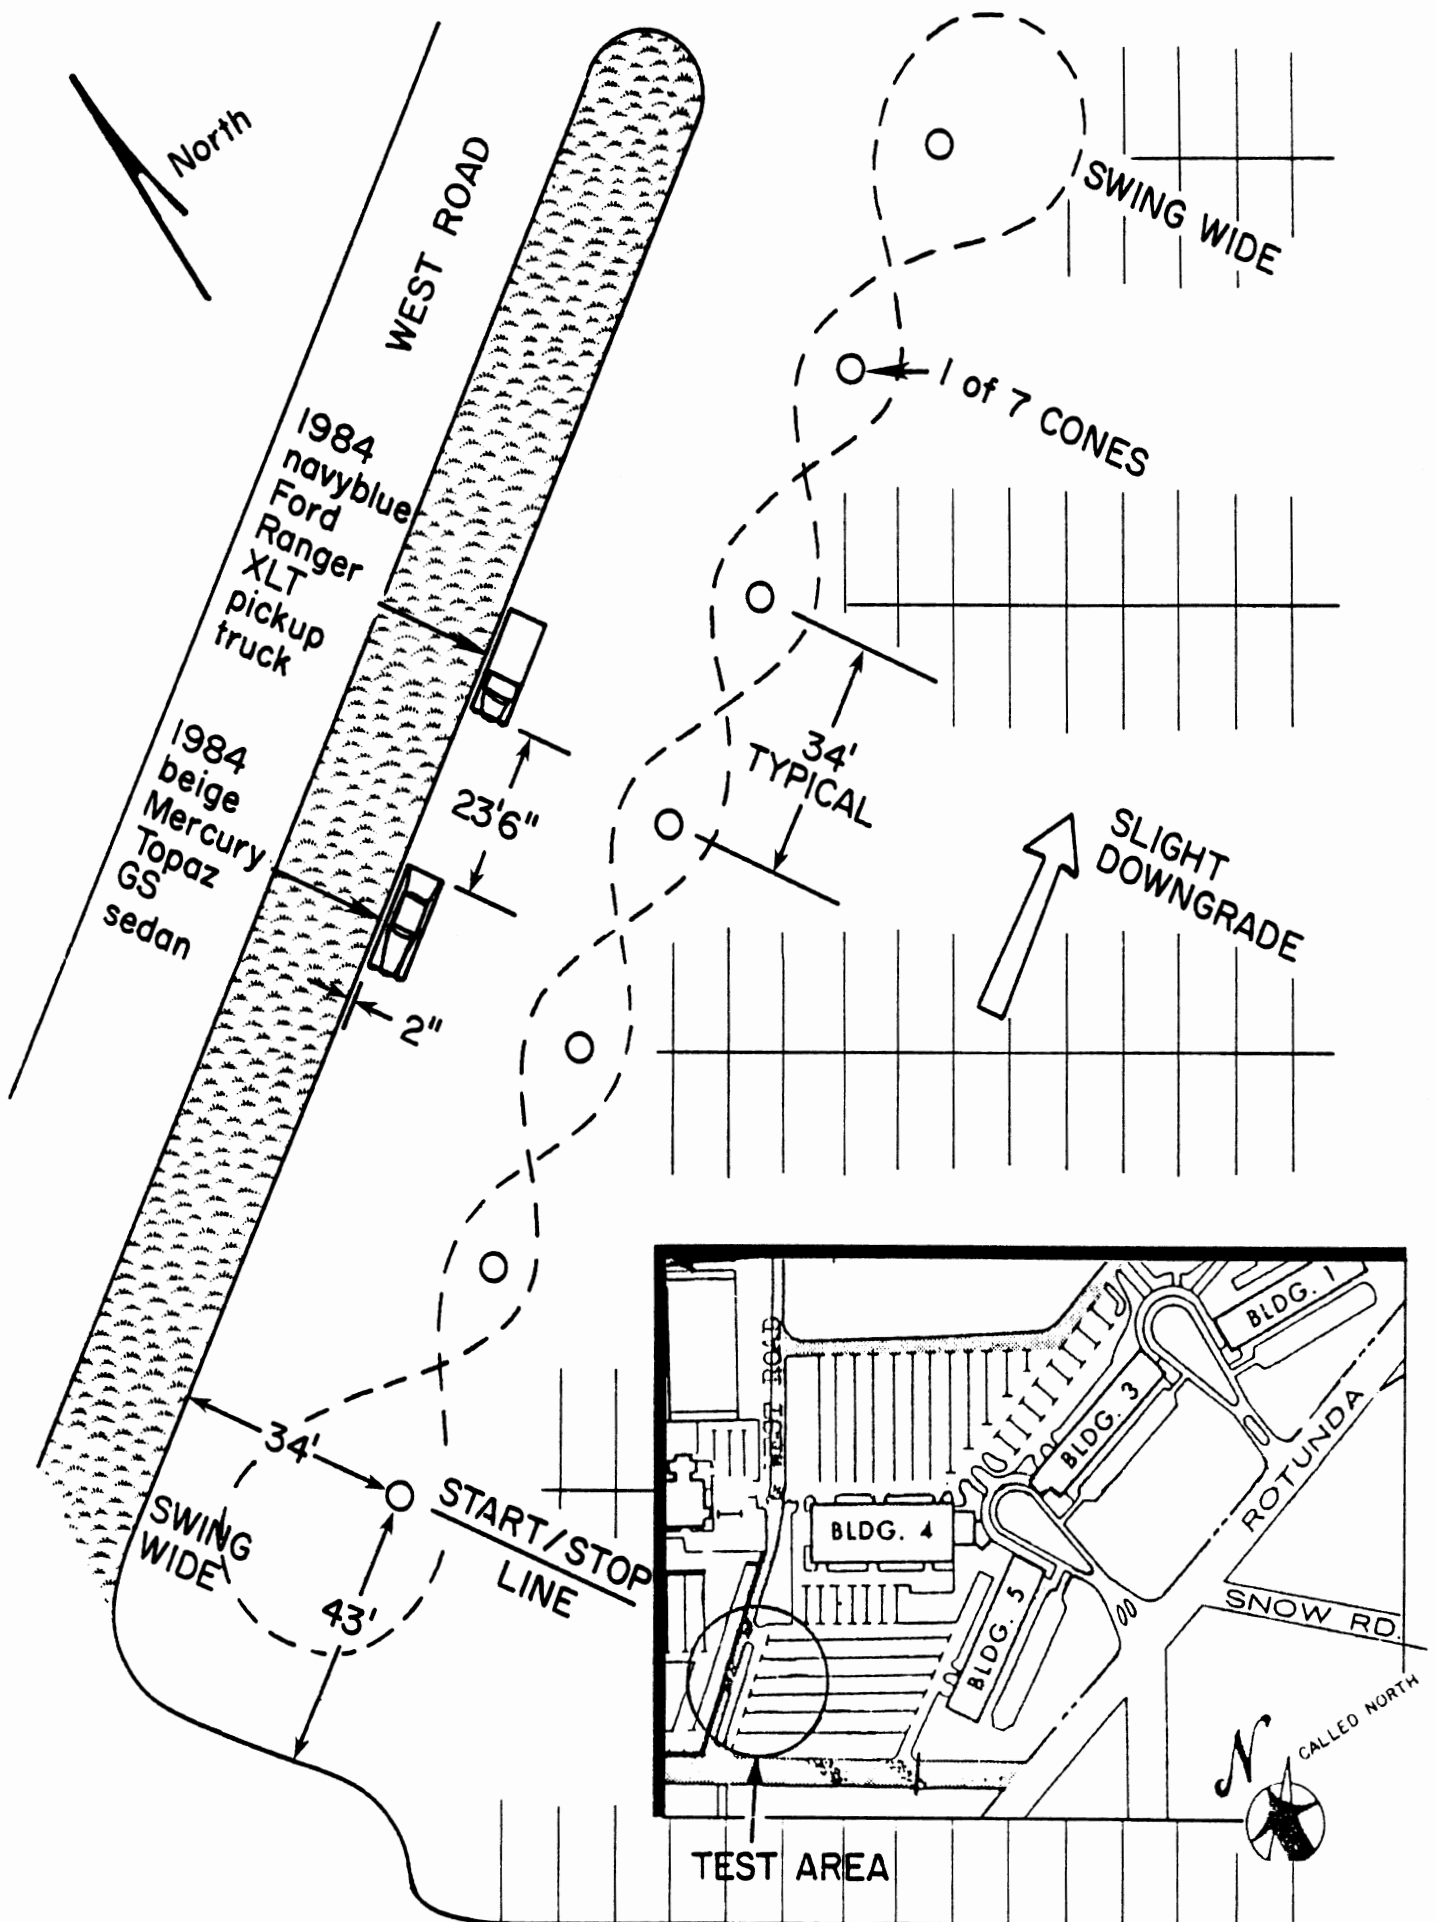 North
WEST ROAD
SWING WIDE
1 of 7 CONES
1984
navyblue
Ford
Ranger
XLT
pickup
truck
34'
TYPICAL
23'6"
1984
beige
Mercury
Topaz
GS
sedan
SLIGHT
DOWNGRADE
2"
34'
START/STOP
LINE
SWING
WIDE
43'
BLDG. 1
WEST ROAD
BLDG. 3
ROTUNDA
BLDG. 4
BLDG. 5
SNOW RD.
N
CALLED NORTH
TEST AREA